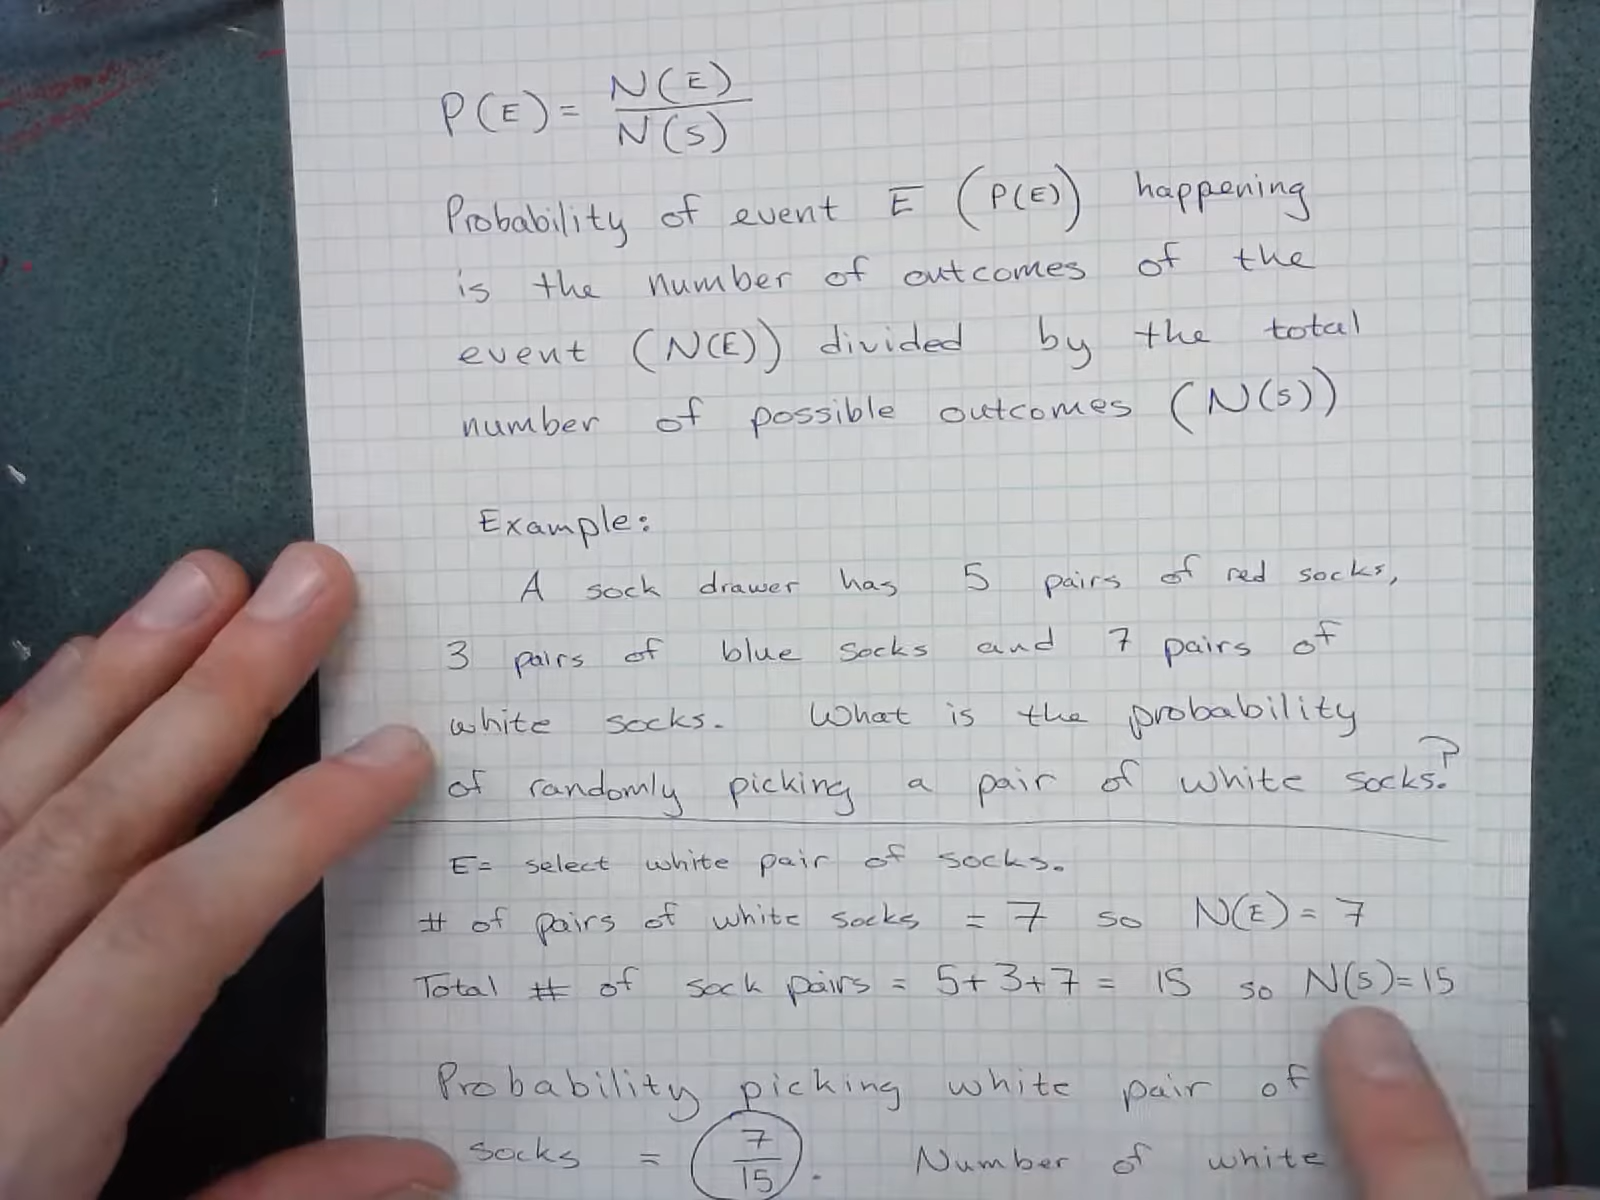 P(E) = N(E)/N(S)
Probability of event E (P(E)) happening
is the number of outcomes of the
event (N(E)) divided by the total
number of possible outcomes (N(S))
Example:
A sock drawer has 5 pairs of red socks,
3 pairs of blue socks and 7 pairs of
white socks. What is the probability
of randomly picking a pair of white socks?
E = select white pair of socks.
# of pairs of white socks = 7 so N(E) = 7
Total # of sock pairs = 5+3+7 = 15 so N(S)=15
Probability picking white pair of
socks = 7/15. Number of white